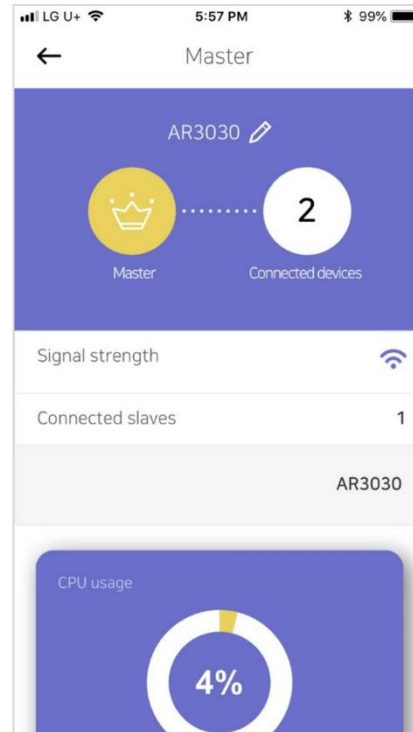 LG U+ 5:57 PM 99%
Master
AR3030
2
Master Connected devices
Signal strength
Connected slaves 1
AR3030
CPU usage
4%